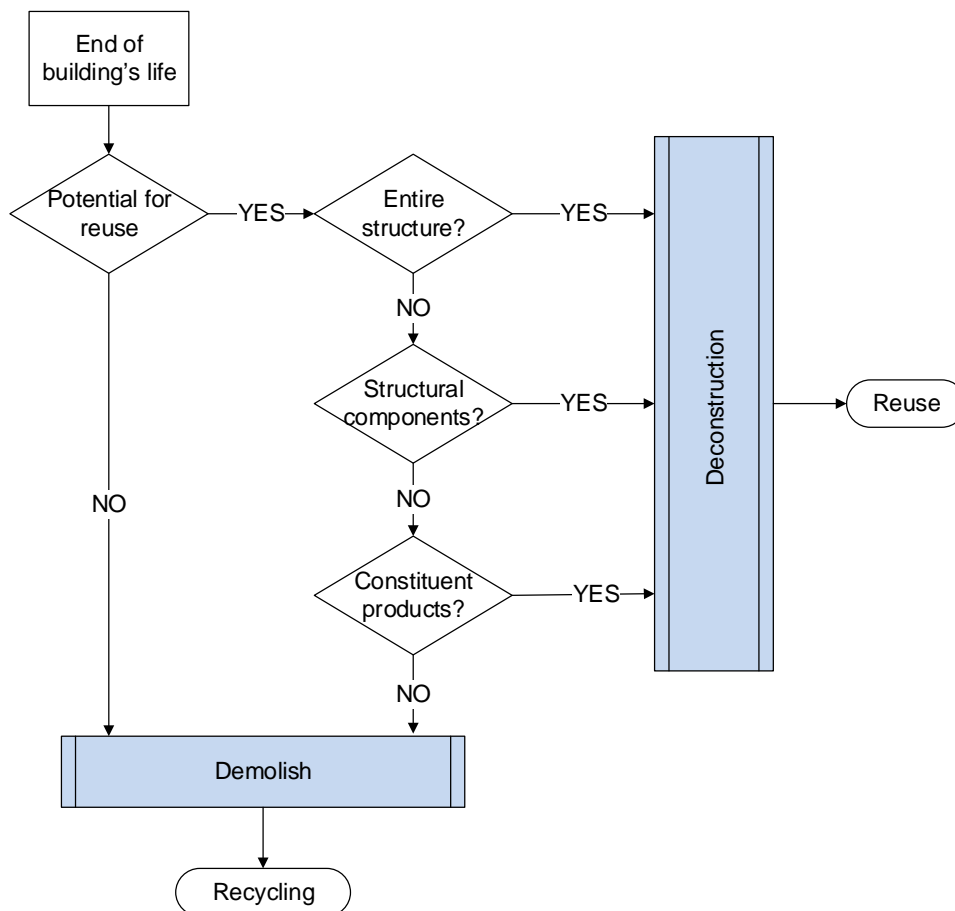 End of
building's life
Potential for
reuse
YES
Entire
structure?
YES
NO
Structural
components?
YES
Deconstruction
Reuse
NO
NO
Constituent
products?
YES
NO
Demolish
Recycling